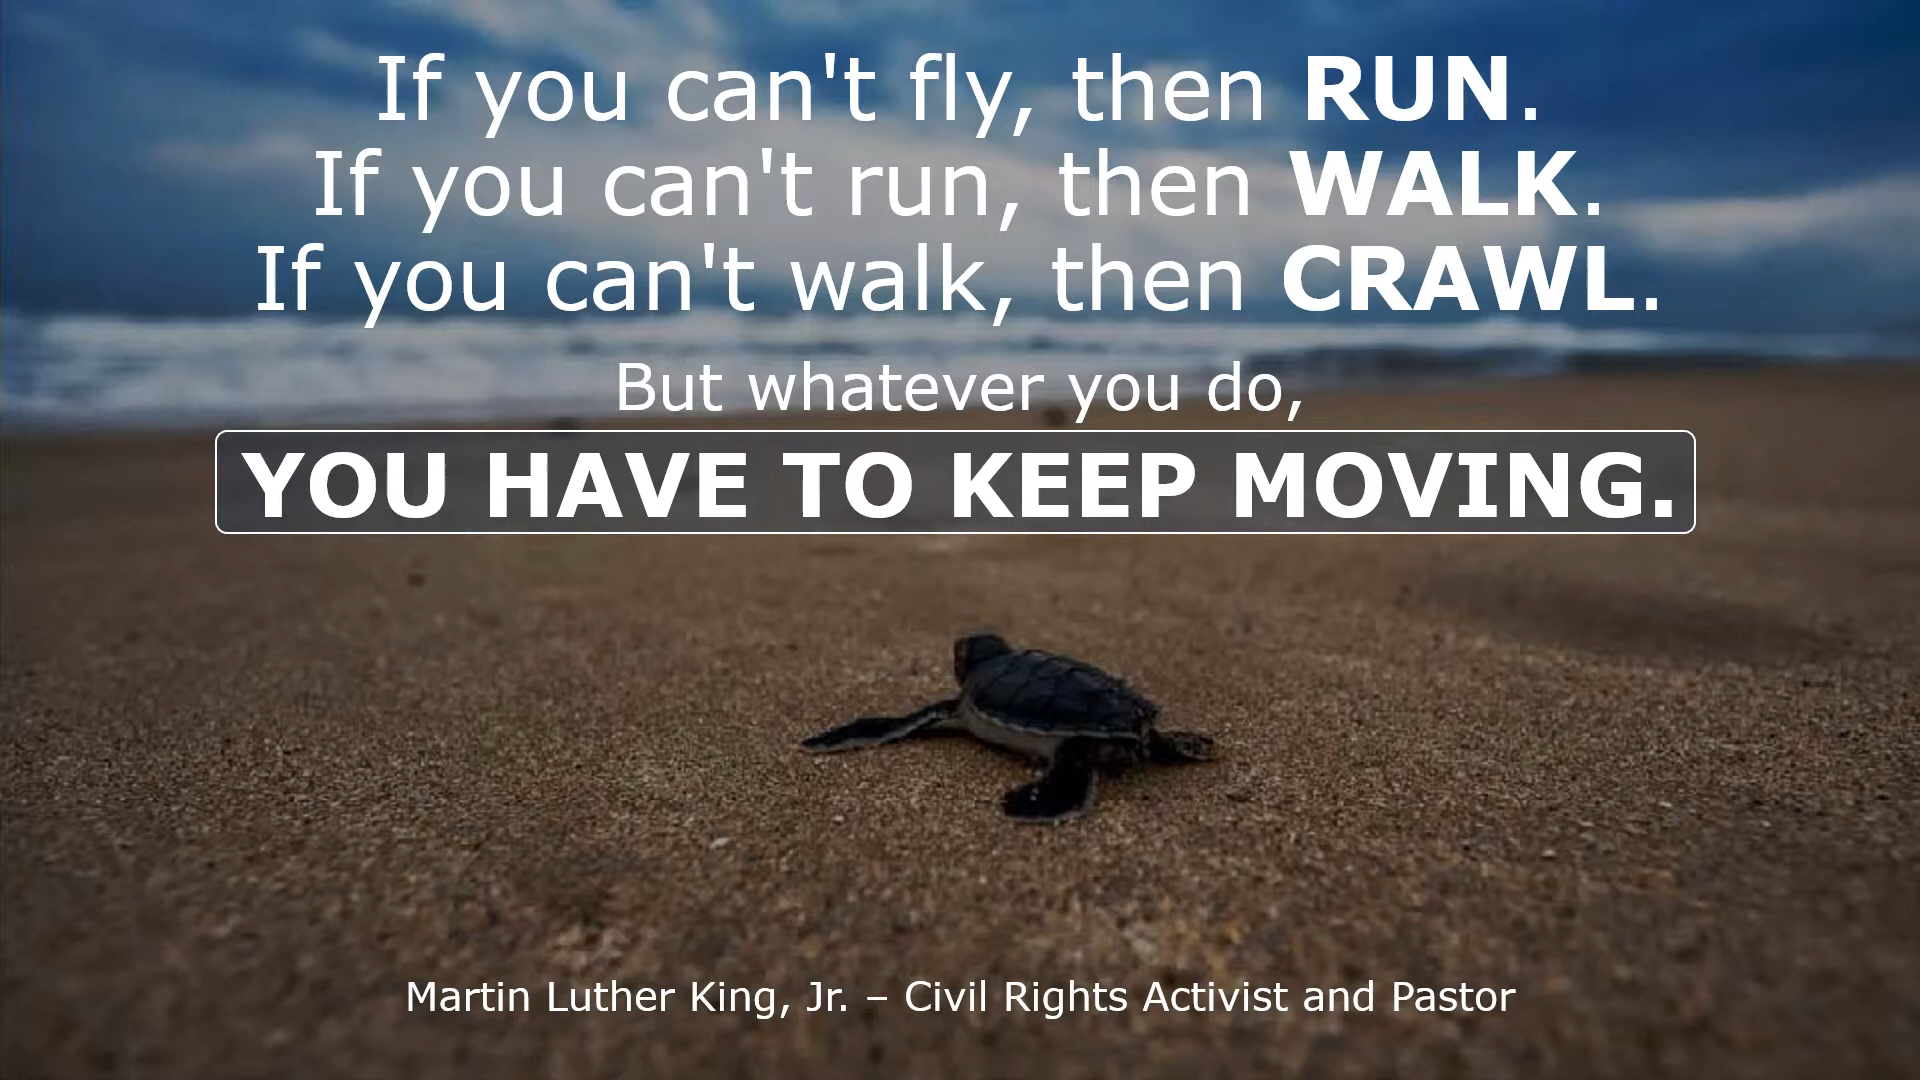 If you can't fly, then RUN.
If you can't run, then WALK.
If you can't walk, then CRAWL.
But whatever you do,
YOU HAVE TO KEEP MOVING.
Martin Luther King, Jr. – Civil Rights Activist and Pastor